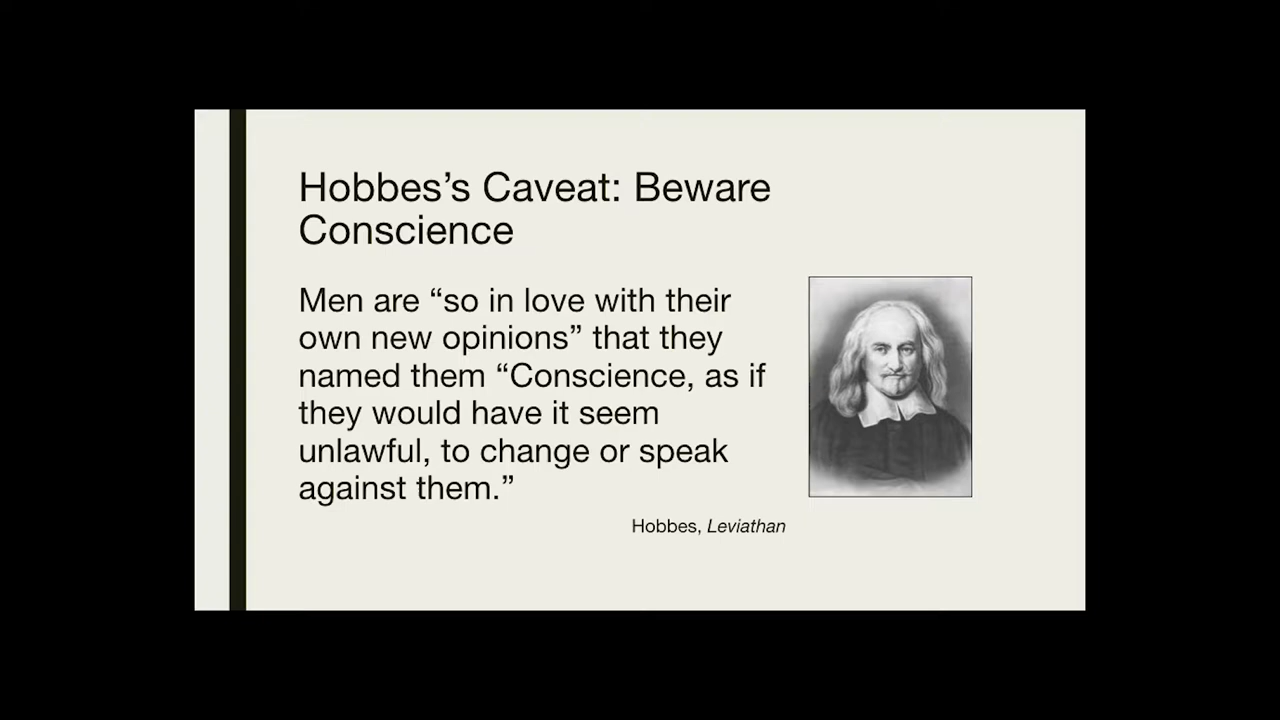 Hobbes’s Caveat: Beware
Conscience
Men are “so in love with their
own new opinions” that they
named them “Conscience, as if
they would have it seem
unlawful, to change or speak
against them.”
Hobbes, Leviathan